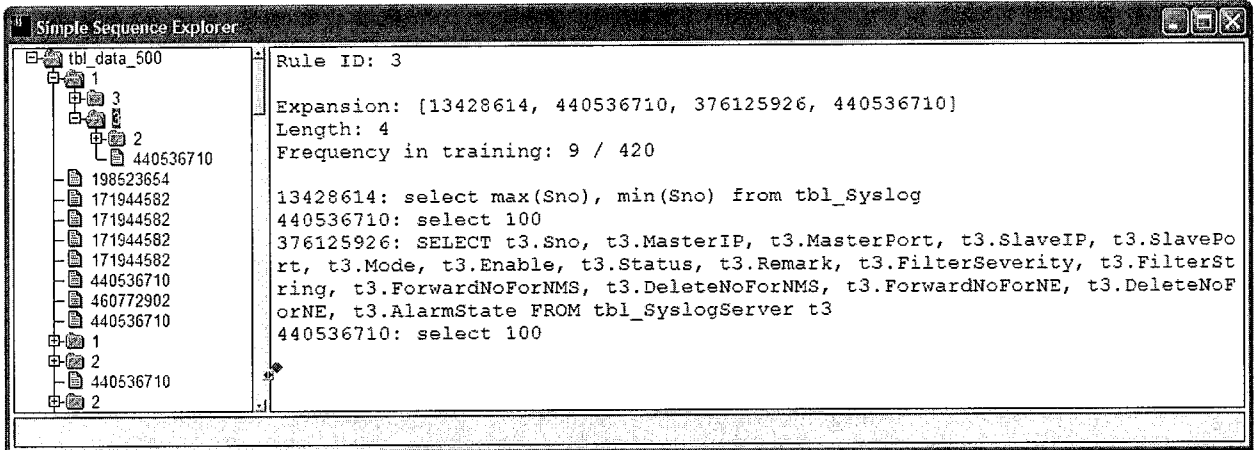 Simple Sequence Explorer
tbl_data_500
1
3
3
2
440536710
198523654
171944582
171944582
171944582
171944582
440536710
460772902
440536710
1
2
440536710
2
Rule ID: 3
Expansion: [13428614, 440536710, 376125926, 440536710]
Length: 4
Frequency in training: 9 / 420
13428614: select max(Sno), min(Sno) from tbl_Syslog
440536710: select 100
376125926: SELECT t3.Sno, t3.MasterIP, t3.MasterPort, t3.SlaveIP, t3.SlavePo
rt, t3.Mode, t3.Enable, t3.Status, t3.Remark, t3.FilterSeverity, t3.FilterSt
ring, t3.ForwardNoForNMS, t3.DeleteNoForNMS, t3.ForwardNoForNE, t3.DeleteNoF
orNE, t3.AlarmState FROM tbl_SyslogServer t3
440536710: select 100